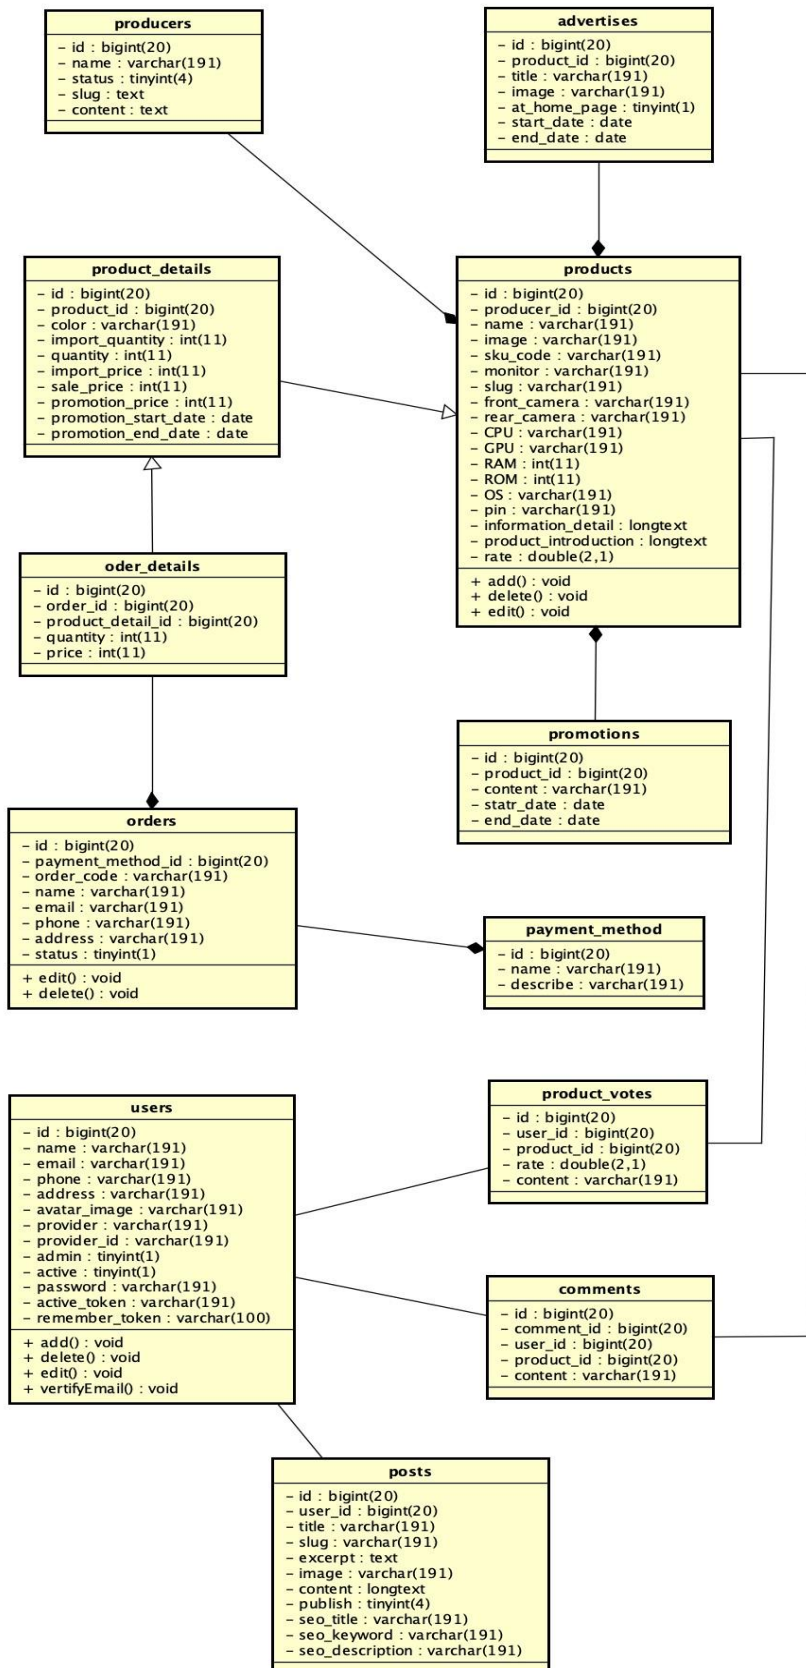 producers
– id : bigint(20)
– name : varchar(191)
– status : tinyint(4)
– slug : text
– content : text
advertises
– id : bigint(20)
– product_id : bigint(20)
– title : varchar(191)
– image : varchar(191)
– at_home_page : tinyint(1)
– start_date : date
– end_date : date
product_details
– id : bigint(20)
– product_id : bigint(20)
– color : varchar(191)
– import_quantity : int(11)
– quantity : int(11)
– import_price : int(11)
– sale_price : int(11)
– promotion_price : int(11)
– promotion_start_date : date
– promotion_end_date : date
products
– id : bigint(20)
– producer_id : bigint(20)
– name : varchar(191)
– image : varchar(191)
– sku_code : varchar(191)
– monitor : varchar(191)
– slug : varchar(191)
– front_camera : varchar(191)
– rear_camera : varchar(191)
– CPU : varchar(191)
– GPU : varchar(191)
– RAM : int(11)
– ROM : int(11)
– OS : varchar(191)
– pin : varchar(191)
– information_detail : longtext
– product_introduction : longtext
– rate : double(2,1)
+ add() : void
+ delete() : void
+ edit() : void
oder_details
– id : bigint(20)
– order_id : bigint(20)
– product_detail_id : bigint(20)
– quantity : int(11)
– price : int(11)
promotions
– id : bigint(20)
– product_id : bigint(20)
– content : varchar(191)
– statr_date : date
– end_date : date
orders
– id : bigint(20)
– payment_method_id : bigint(20)
– order_code : varchar(191)
– name : varchar(191)
– email : varchar(191)
– phone : varchar(191)
– address : varchar(191)
– status : tinyint(1)
+ edit() : void
+ delete() : void
payment_method
– id : bigint(20)
– name : varchar(191)
– describe : varchar(191)
users
– id : bigint(20)
– name : varchar(191)
– email : varchar(191)
– phone : varchar(191)
– address : varchar(191)
– avatar_image : varchar(191)
– provider : varchar(191)
– provider_id : varchar(191)
– admin : tinyint(1)
– active : tinyint(1)
– password : varchar(191)
– active_token : varchar(191)
– remember_token : varchar(100)
+ add() : void
+ delete() : void
+ edit() : void
+ vertifyEmail() : void
product_votes
– id : bigint(20)
– user_id : bigint(20)
– product_id : bigint(20)
– rate : double(2,1)
– content : varchar(191)
comments
– id : bigint(20)
– comment_id : bigint(20)
– user_id : bigint(20)
– product_id : bigint(20)
– content : varchar(191)
posts
– id : bigint(20)
– user_id : bigint(20)
– title : varchar(191)
– slug : varchar(191)
– excerpt : text
– image : varchar(191)
– content : longtext
– publish : tinyint(4)
– seo_title : varchar(191)
– seo_keyword : varchar(191)
– seo_description : varchar(191)